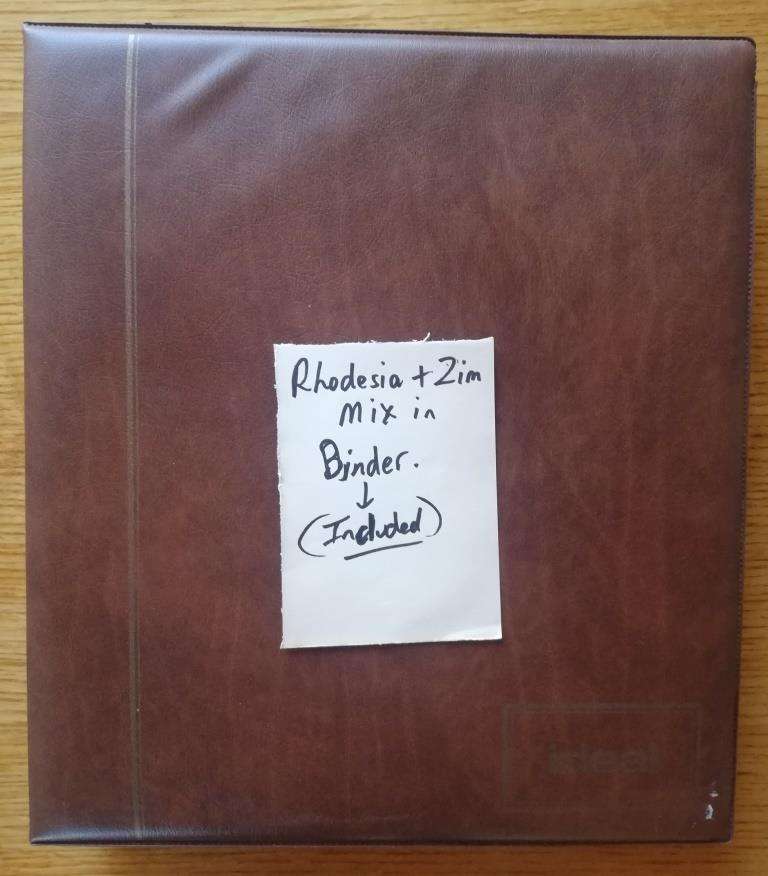 Rhodesia + Zim
Mix in
Binder.
↓
(Included)